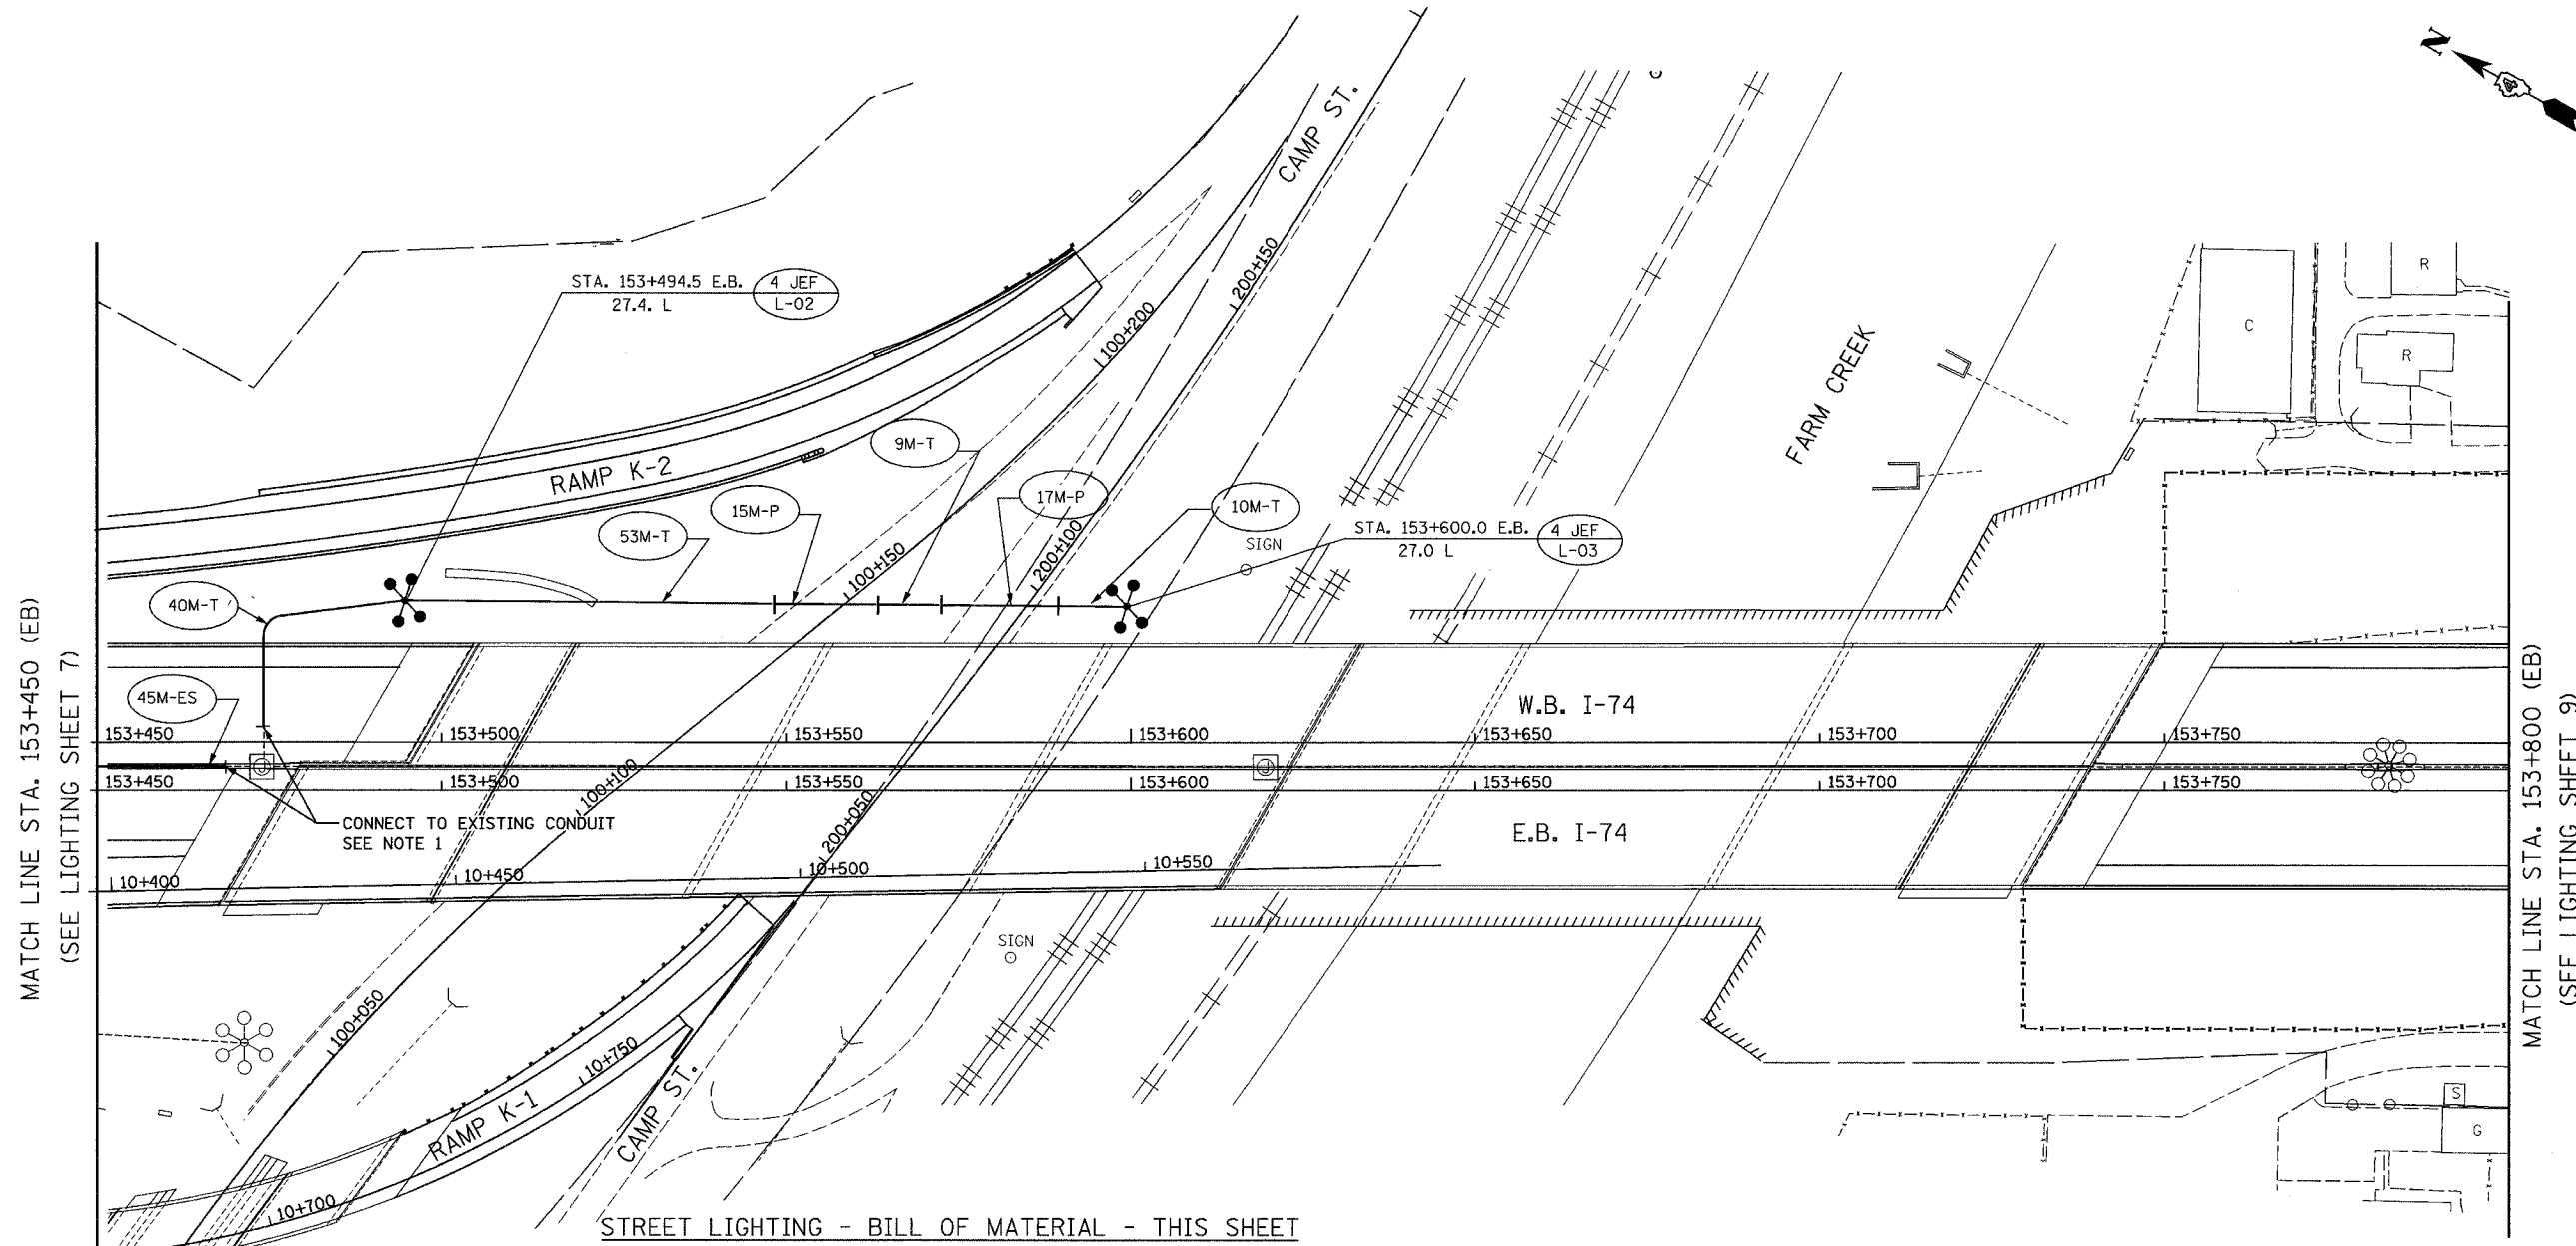 N
4
CAMP ST.
200+150
100+200
STA. 153+494.5 E.B.
27.4. L
4 JEF
L-02
RAMP K-2
9M-T
15M-P
17M-P
10M-T
53M-T
40M-T
45M-ES
SIGN
STA. 153+600.0 E.B.
27.0 L
4 JEF
L-03
FARM CREEK
C
R
R
100+150
200+100
MATCH LINE STA. 153+450 (EB)
(SEE LIGHTING SHEET 7)
W.B. I-74
153+450
153+500
153+550
153+600
153+650
153+700
153+750
J
J
153+450
153+500
153+550
153+600
153+650
153+700
153+750
100+100
200+050
CONNECT TO EXISTING CONDUIT
SEE NOTE 1
E.B. I-74
10+400
10+450
10+500
10+550
MATCH LINE STA. 153+800 (EB)
(SEE LIGHTING SHEET 9)
SIGN
100+050
10+750
RAMP K-1
CAMP ST.
10+700
S
G
STREET LIGHTING - BILL OF MATERIAL - THIS SHEET